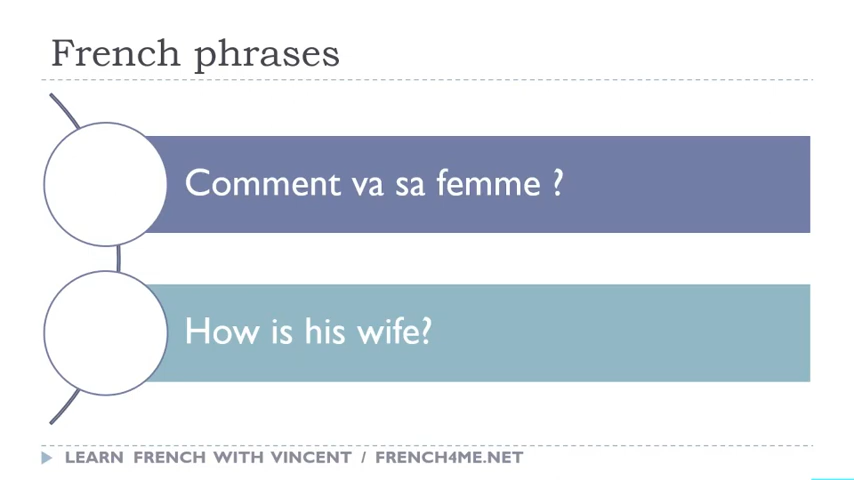 French phrases
Comment va sa femme ?
How is his wife?
LEARN FRENCH WITH VINCENT / FRENCH4ME.NET